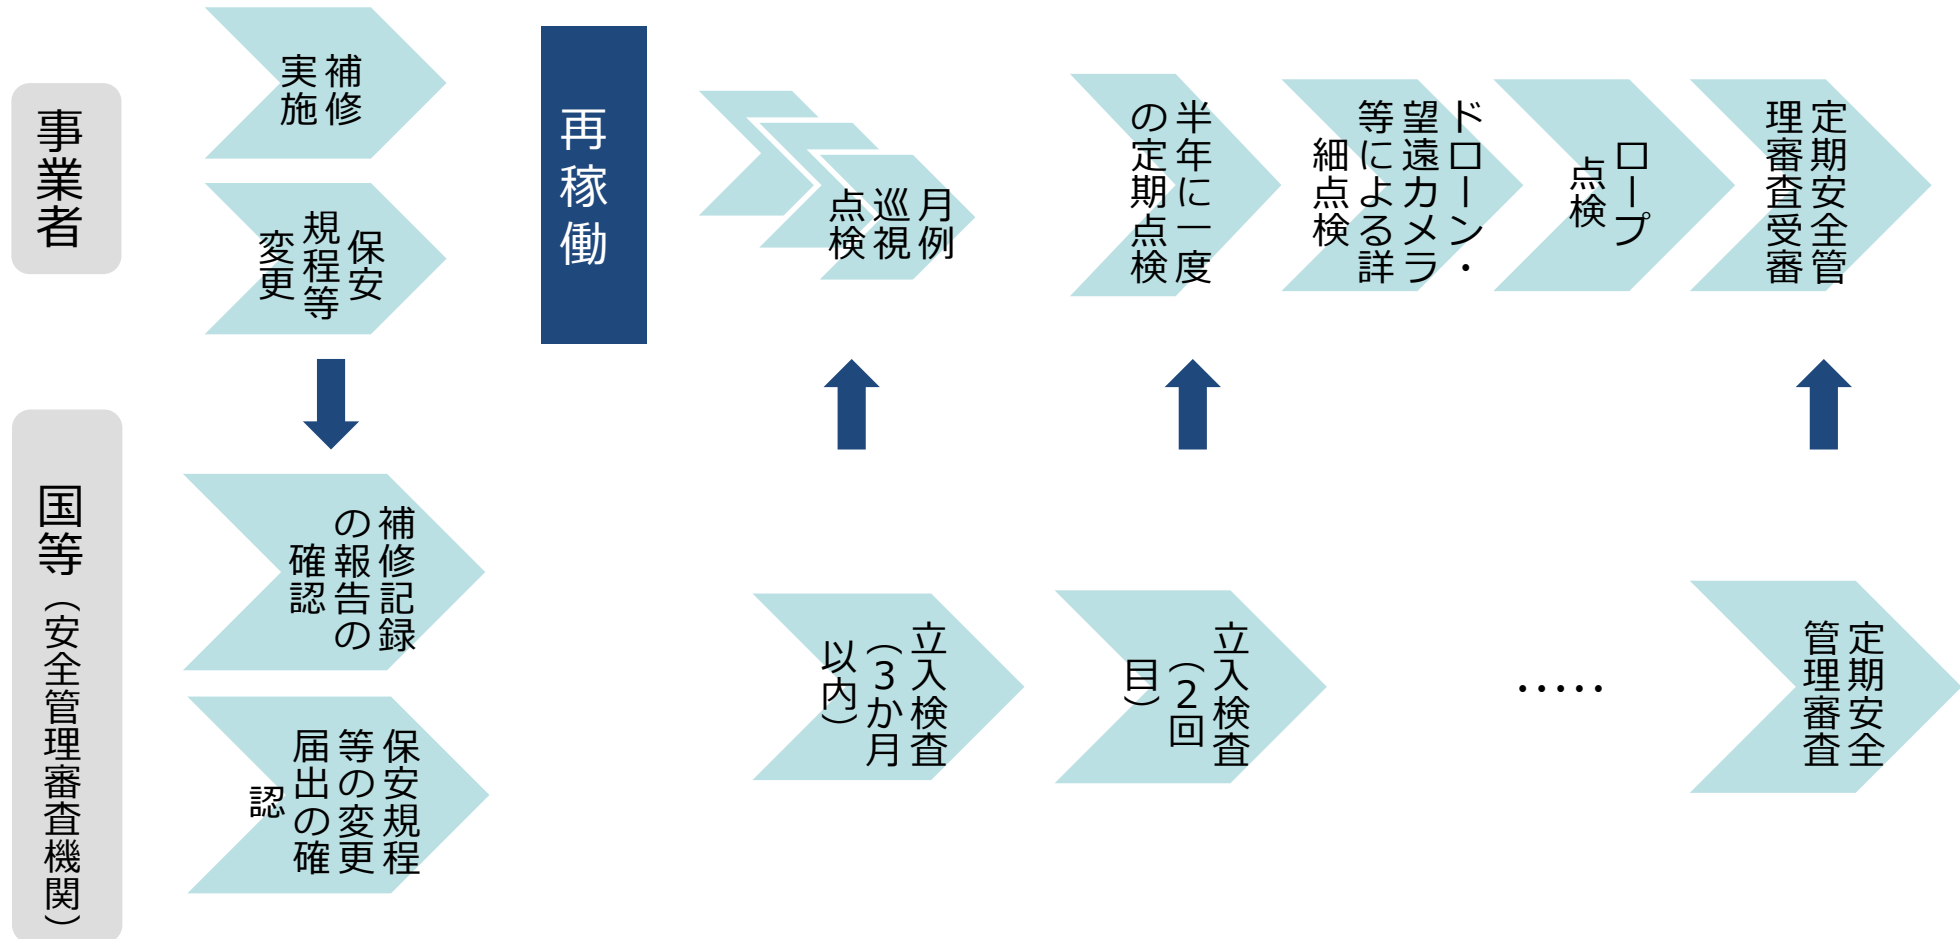 事業者
補修
実施
保安
規程等
変更
再稼働
月例
巡視
点検
半年に一度
の定期点検
ドローン・
望遠カメラ
等による詳
細点検
ロープ
点検
定期安全管
理審査受審
国等（安全管理審査機関）
補修記録
の報告の
確認
保安規程
等の変更
届出の確
認
立入検査
（3か月
以内）
立入検査
（2回
目）
・・・・・
定期安全
管理審査